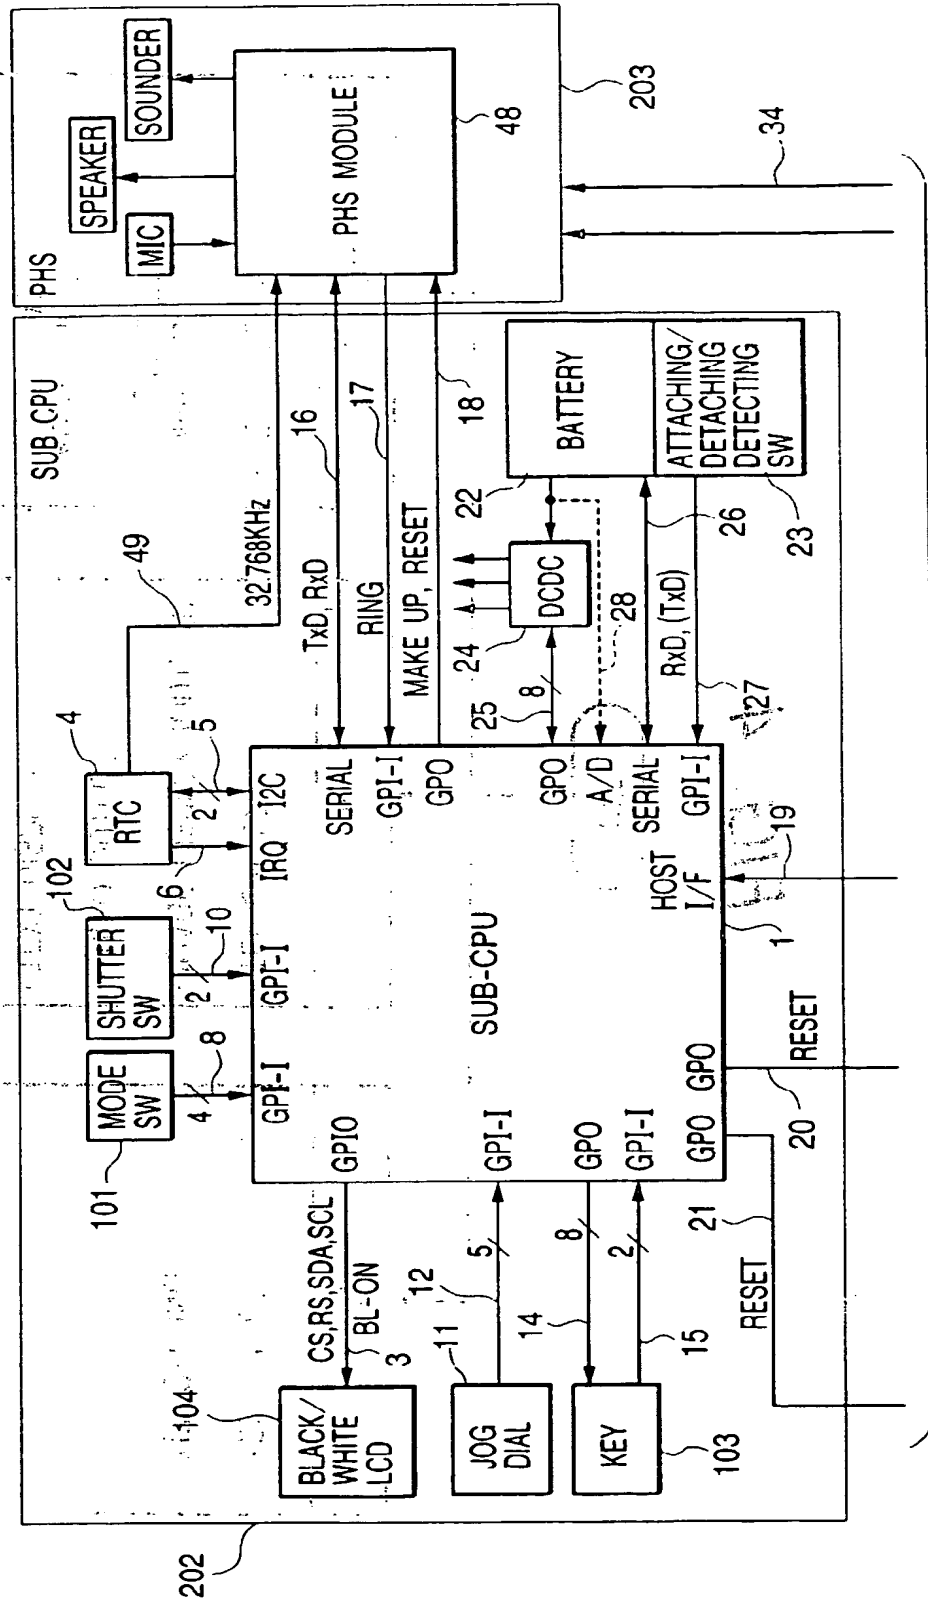 202
SUB CPU
PHS
101
MODE
SW
4
8
GPI-I
102
SHUTTER
SW
2
10
GPI-I
4
RTC
6
IRQ
2
5
I2C
49
32.768KHz
MIC
SPEAKER
SOUNDER
PHS MODULE
48
203
34
104
BLACK/
WHITE
LCD
CS,RS,SDA,SCL
BL-ON
3
GPIO
SERIAL
TxD, RxD
16
GPI-I
RING
17
GPO
MAKE UP, RESET
18
11
JOG
DIAL
12
5
GPI-I
SUB-CPU
GPO
25
8
24
DCDC
22
BATTERY
A/D
28
SERIAL
26
ATTACHING/
DETACHING
DETECTING
SW
23
GPI-I
RxD, (TxD)
27
KEY
103
14
8
GPO
15
2
GPI-I
GPO
GPO
HOST
I/F
1
19
21
RESET
20
RESET